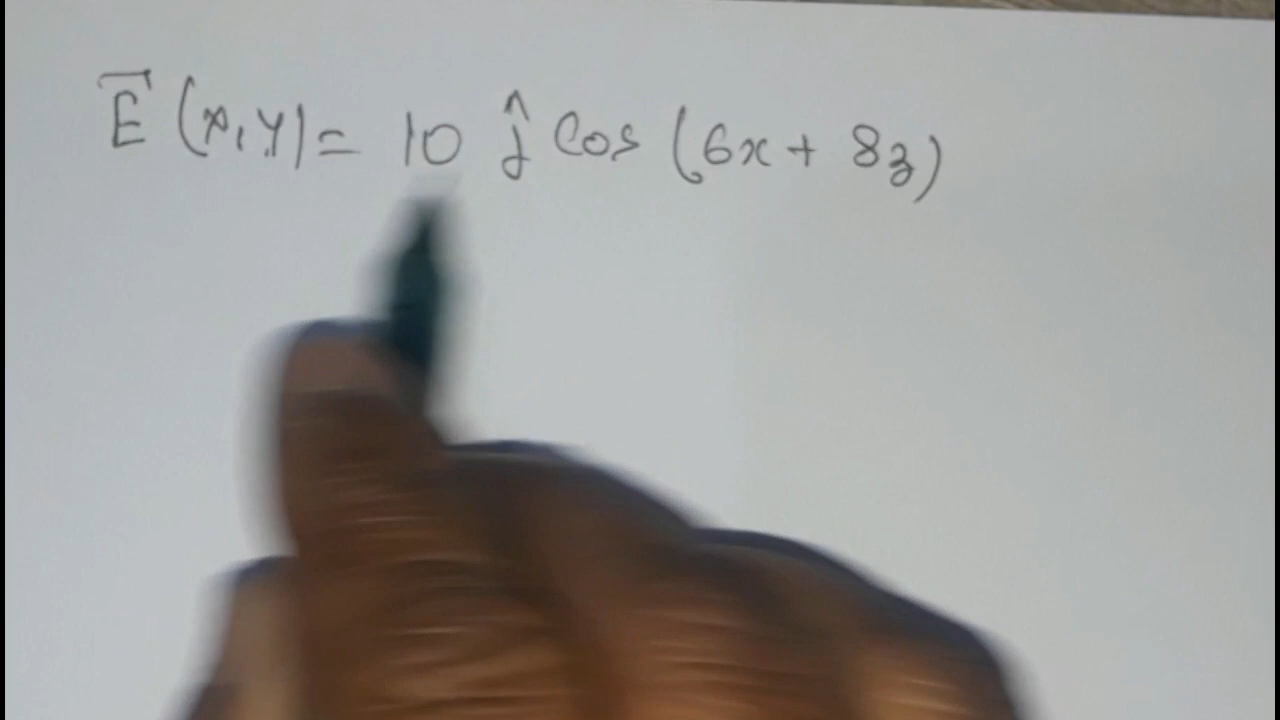 E⃗ (x,y) = 10 ĵ Cos (6x + 8z)